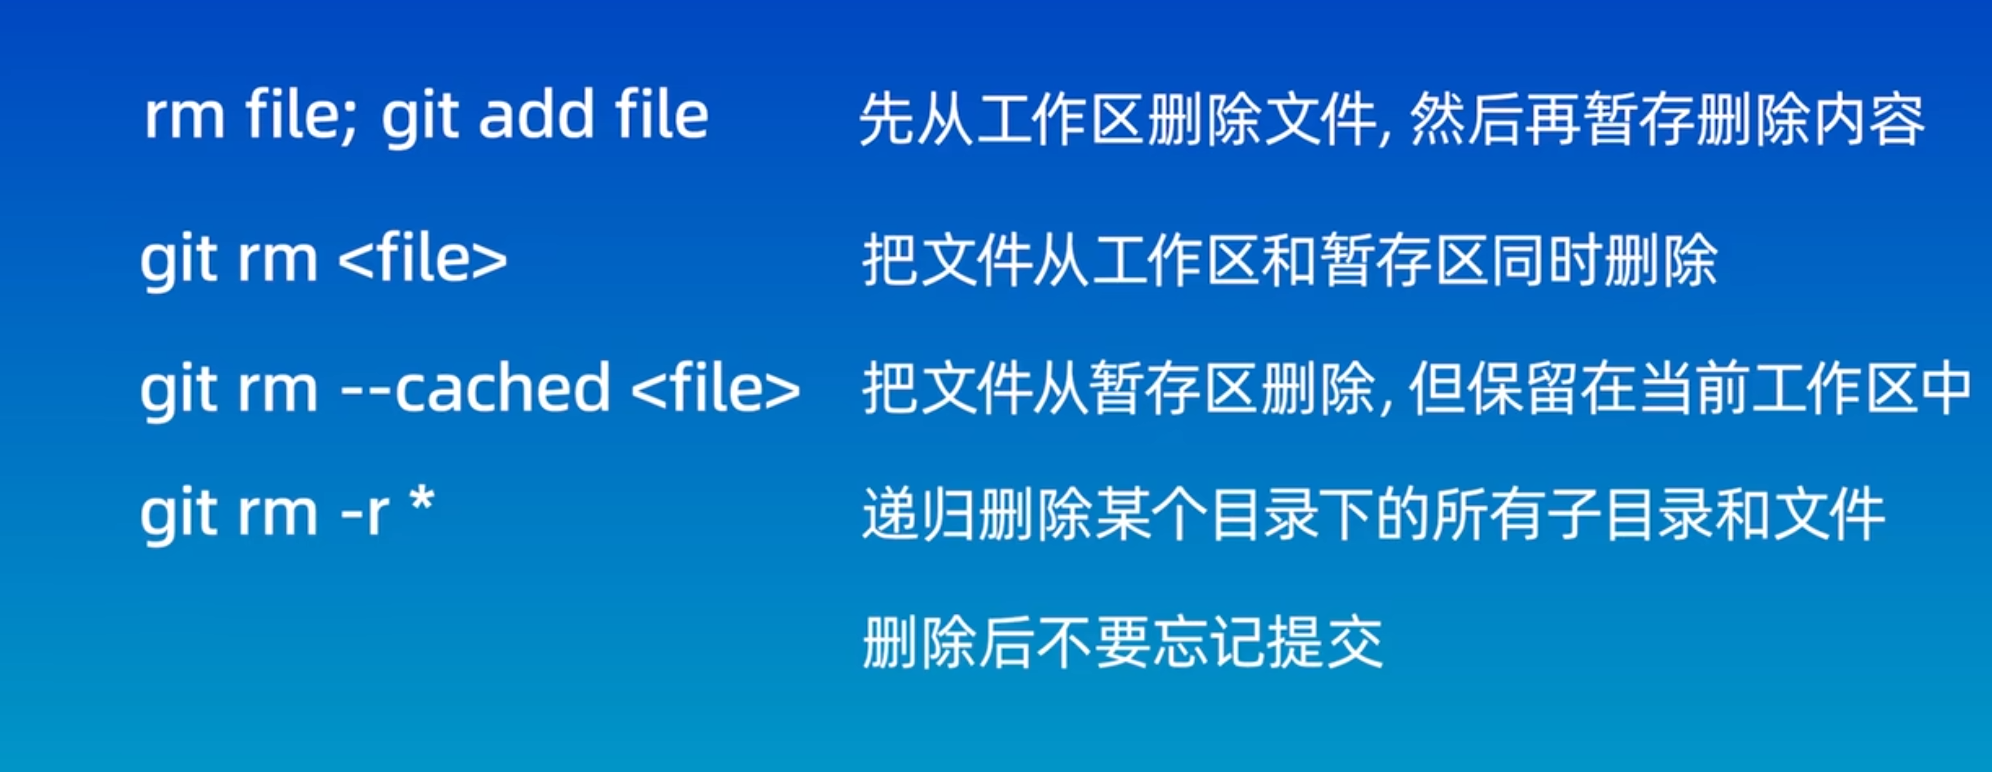 rm file; git add file 先从工作区删除文件, 然后再暂存删除内容
git rm <file> 把文件从工作区和暂存区同时删除
git rm --cached <file> 把文件从暂存区删除, 但保留在当前工作区中
git rm -r * 递归删除某个目录下的所有子目录和文件
删除后不要忘记提交